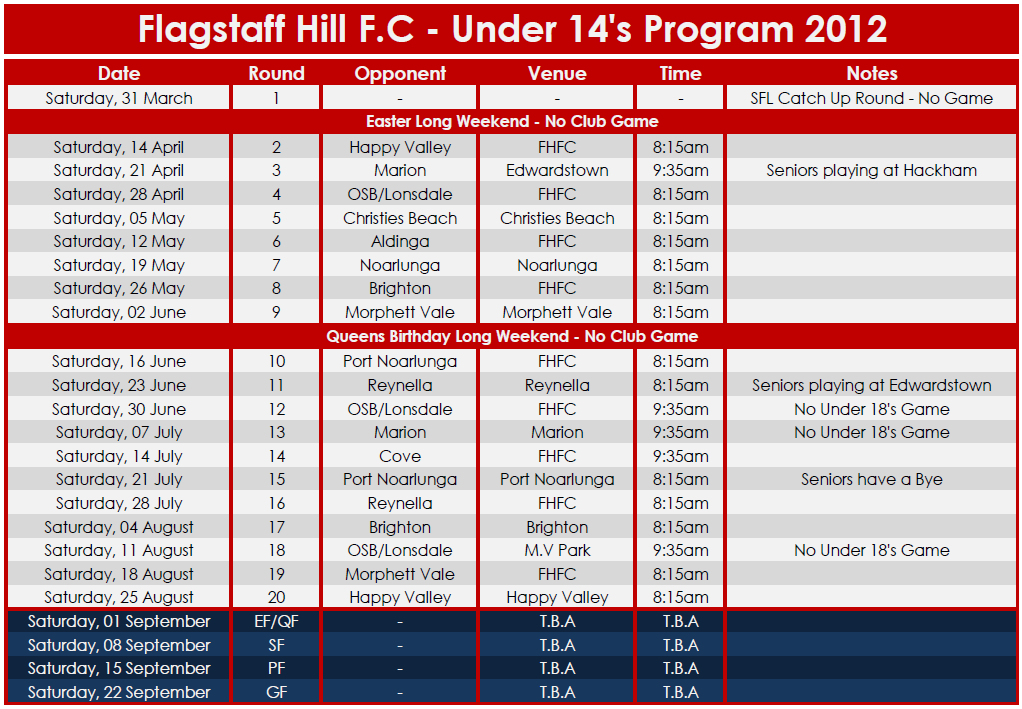 Flagstaff Hill F.C - Under 14's Program 2012
Date Round Opponent Venue Time Notes
Saturday, 31 March 1 - - - SFL Catch Up Round - No Game
Easter Long Weekend - No Club Game
Saturday, 14 April 2 Happy Valley FHFC 8:15am
Saturday, 21 April 3 Marion Edwardstown 9:35am Seniors playing at Hackham
Saturday, 28 April 4 OSB/Lonsdale FHFC 8:15am
Saturday, 05 May 5 Christies Beach Christies Beach 8:15am
Saturday, 12 May 6 Aldinga FHFC 8:15am
Saturday, 19 May 7 Noarlunga Noarlunga 8:15am
Saturday, 26 May 8 Brighton FHFC 8:15am
Saturday, 02 June 9 Morphett Vale Morphett Vale 8:15am
Queens Birthday Long Weekend - No Club Game
Saturday, 16 June 10 Port Noarlunga FHFC 8:15am
Saturday, 23 June 11 Reynella Reynella 8:15am Seniors playing at Edwardstown
Saturday, 30 June 12 OSB/Lonsdale FHFC 9:35am No Under 18's Game
Saturday, 07 July 13 Marion Marion 9:35am No Under 18's Game
Saturday, 14 July 14 Cove FHFC 9:35am
Saturday, 21 July 15 Port Noarlunga Port Noarlunga 8:15am Seniors have a Bye
Saturday, 28 July 16 Reynella FHFC 8:15am
Saturday, 04 August 17 Brighton Brighton 8:15am
Saturday, 11 August 18 OSB/Lonsdale M.V Park 9:35am No Under 18's Game
Saturday, 18 August 19 Morphett Vale FHFC 8:15am
Saturday, 25 August 20 Happy Valley Happy Valley 8:15am
Saturday, 01 September EF/QF - T.B.A T.B.A
Saturday, 08 September SF - T.B.A T.B.A
Saturday, 15 September PF - T.B.A T.B.A
Saturday, 22 September GF - T.B.A T.B.A